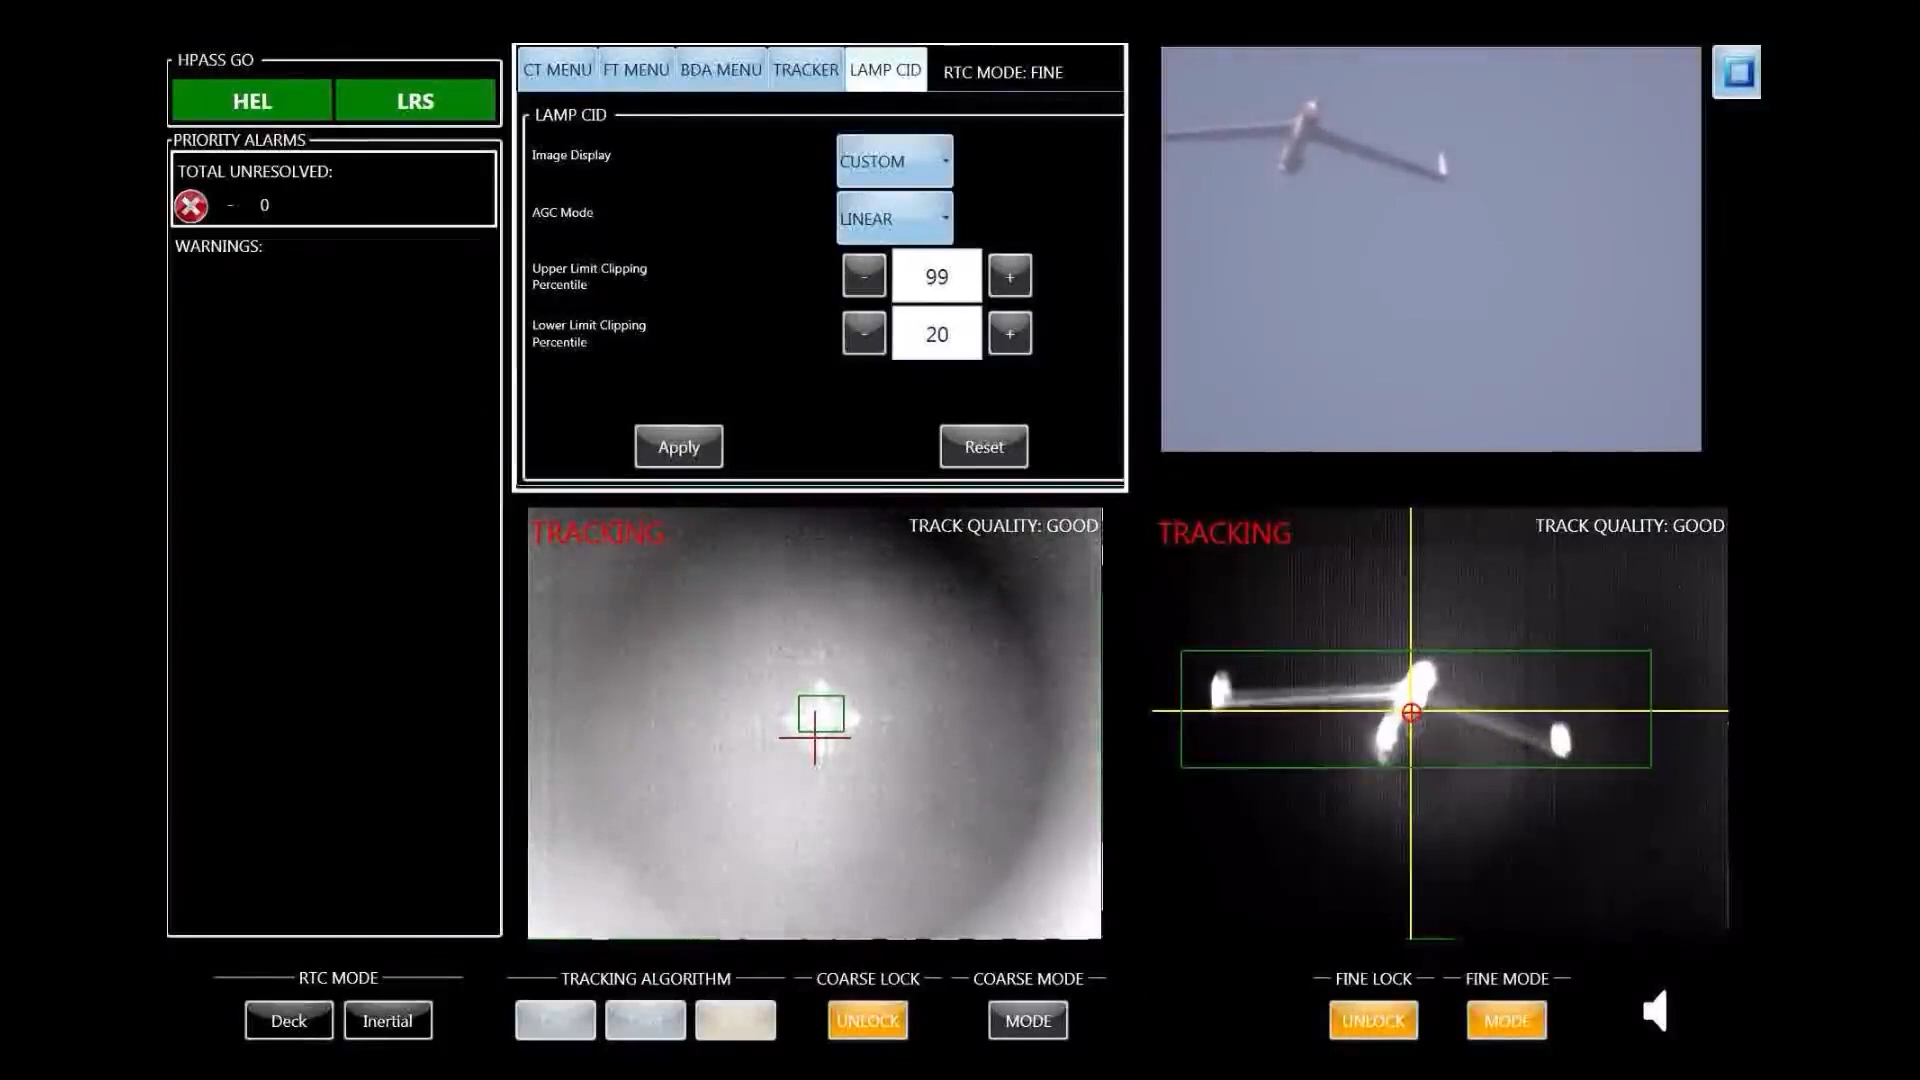 HPASS GO
HEL
LRS
PRIORITY ALARMS
TOTAL UNRESOLVED:
- 0
WARNINGS:
CT MENU
FT MENU
BDA MENU
TRACKER
LAMP CID
RTC MODE: FINE
LAMP CID
Image Display
CUSTOM
AGC Mode
LINEAR
Upper Limit Clipping
Percentile
- 99 +
Lower Limit Clipping
Percentile
- 20 +
Apply
Reset
TRACKING
TRACK QUALITY: GOOD
TRACKING
TRACK QUALITY: GOOD
RTC MODE
Deck
Inertial
TRACKING ALGORITHM
COARSE LOCK
UNLOCK
COARSE MODE
MODE
FINE LOCK
UNLOCK
FINE MODE
MODE